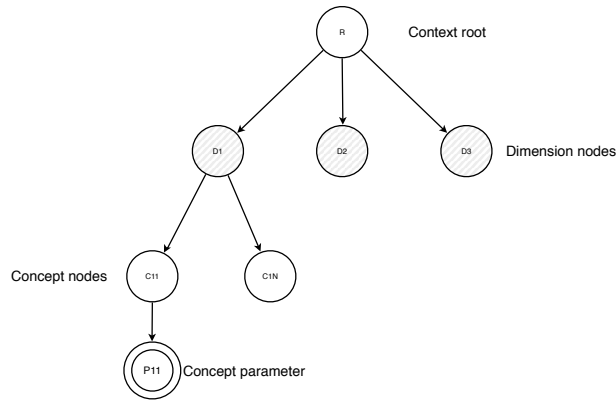 R
Context root
D1
D2
D3
Dimension nodes
Concept nodes
C11
C1N
P11
Concept parameter